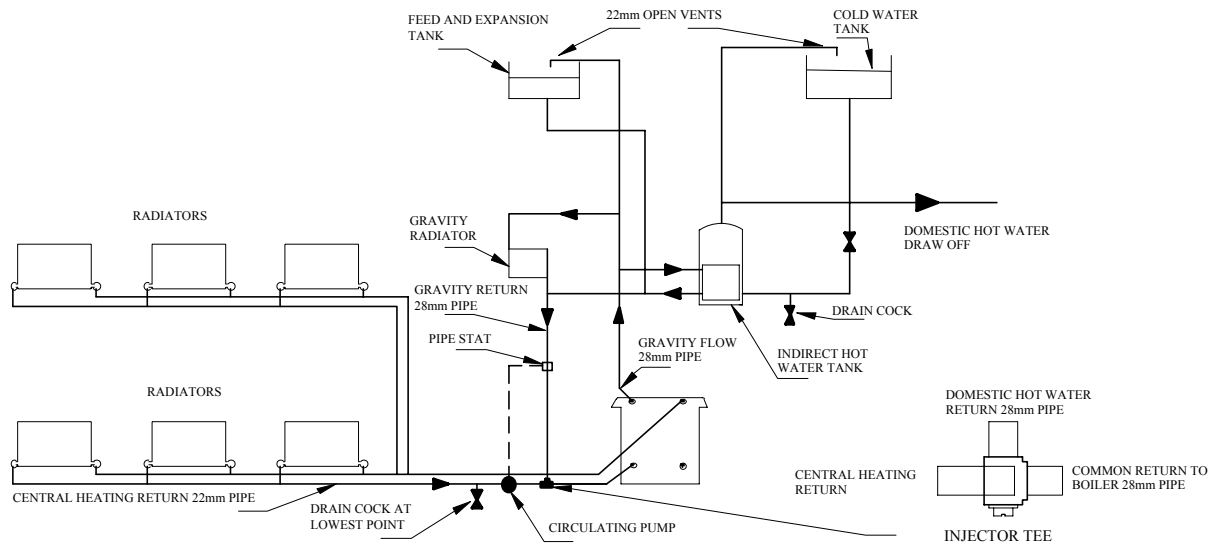 FEED AND EXPANSION
TANK
22mm OPEN VENTS
COLD WATER
TANK
RADIATORS
GRAVITY
RADIATOR
DOMESTIC HOT WATER
DRAW OFF
GRAVITY RETURN
28mm PIPE
DRAIN COCK
PIPE STAT
GRAVITY FLOW
28mm PIPE
INDIRECT HOT
WATER TANK
RADIATORS
DOMESTIC HOT WATER
RETURN 28mm PIPE
CENTRAL HEATING
RETURN
COMMON RETURN TO
BOILER 28mm PIPE
CENTRAL HEATING RETURN 22mm PIPE
DRAIN COCK AT
LOWEST POINT
CIRCULATING PUMP
INJECTOR TEE